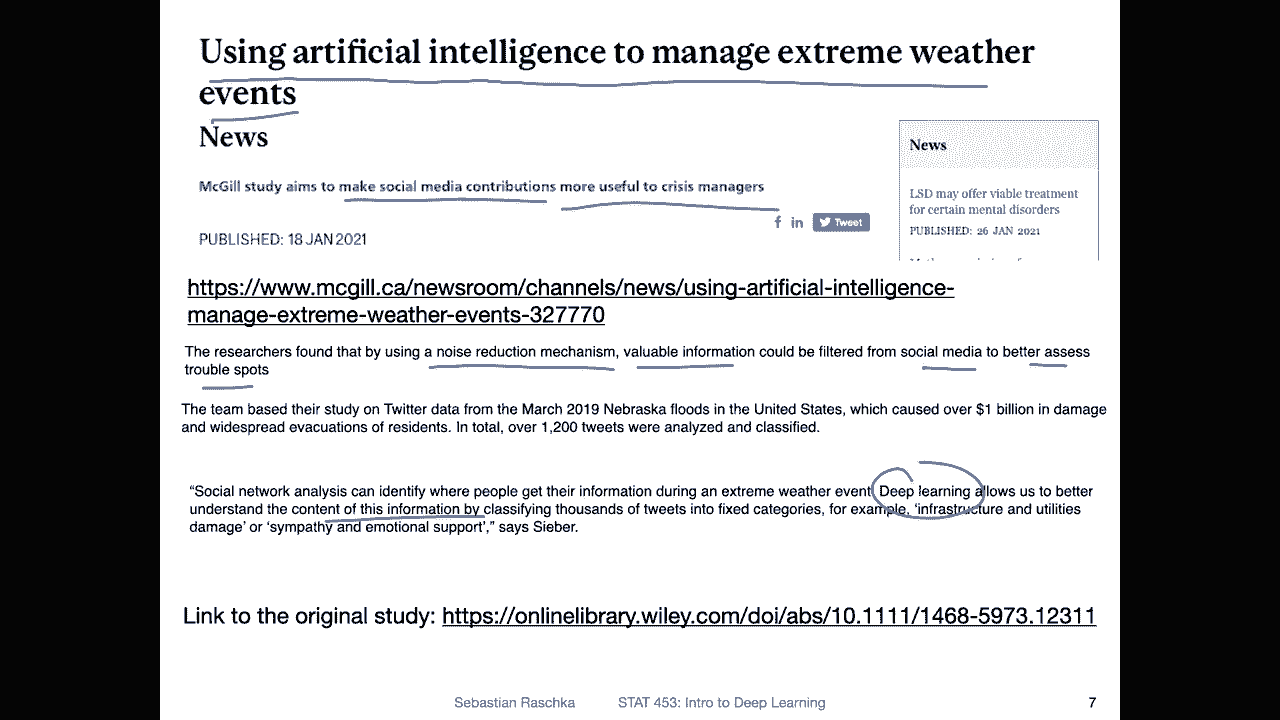 Using artificial intelligence to manage extreme weather
events
News
McGill study aims to make social media contributions more useful to crisis managers
Tweet
PUBLISHED: 18 JAN 2021
News
LSD may offer viable treatment
for certain mental disorders
PUBLISHED: 26 JAN 2021
https://www.mcgill.ca/newsroom/channels/news/using-artificial-intelligence-
manage-extreme-weather-events-327770
The researchers found that by using a noise reduction mechanism, valuable information could be filtered from social media to better assess
trouble spots
The team based their study on Twitter data from the March 2019 Nebraska floods in the United States, which caused over $1 billion in damage
and widespread evacuations of residents. In total, over 1,200 tweets were analyzed and classified.
“Social network analysis can identify where people get their information during an extreme weather event. Deep learning allows us to better
understand the content of this information by classifying thousands of tweets into fixed categories, for example, ‘infrastructure and utilities
damage’ or ‘sympathy and emotional support’,” says Sieber.
Link to the original study: https://onlinelibrary.wiley.com/doi/abs/10.1111/1468-5973.12311
Sebastian Raschka STAT 453: Intro to Deep Learning 7